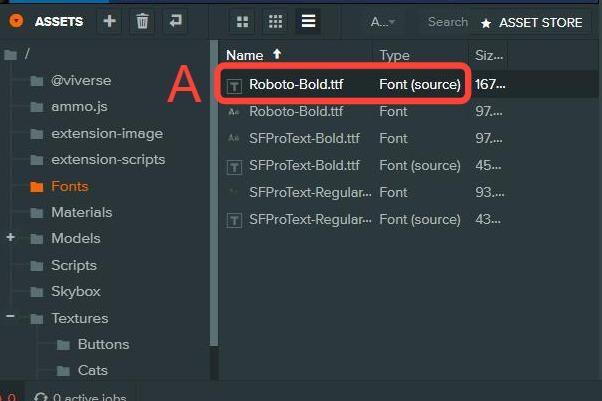 ASSETS
A...
Search
ASSET STORE
/
@viverse
ammo.js
extension-image
extension-scripts
Fonts
Materials
Models
Scripts
Skybox
Textures
Buttons
Cats
Name Type Siz...
A
Roboto-Bold.ttf Font (source) 167...
Roboto-Bold.ttf Font 97...
SFProText-Bold.ttf Font 97...
SFProText-Bold.ttf Font (source) 45...
SFProText-Regular... Font 93...
SFProText-Regular... Font (source) 43...
0 0 active jobs